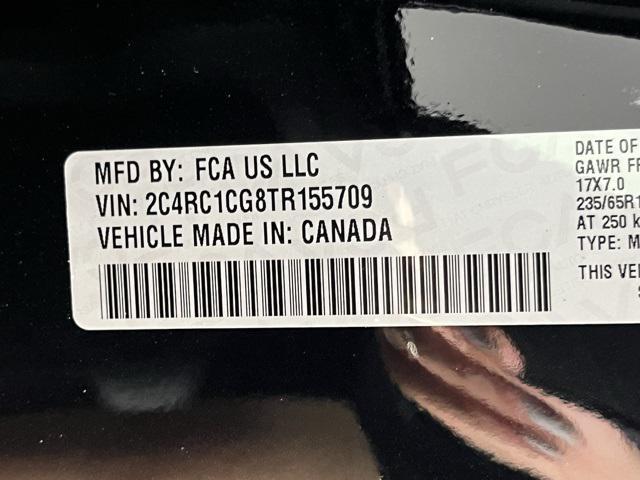 MFD BY: FCA US LLC
VIN: 2C4RC1CG8TR155709
VEHICLE MADE IN: CANADA
DATE OF
GAWR FR
17X7.0
235/65R1
AT 250 k
TYPE: M
THIS VE